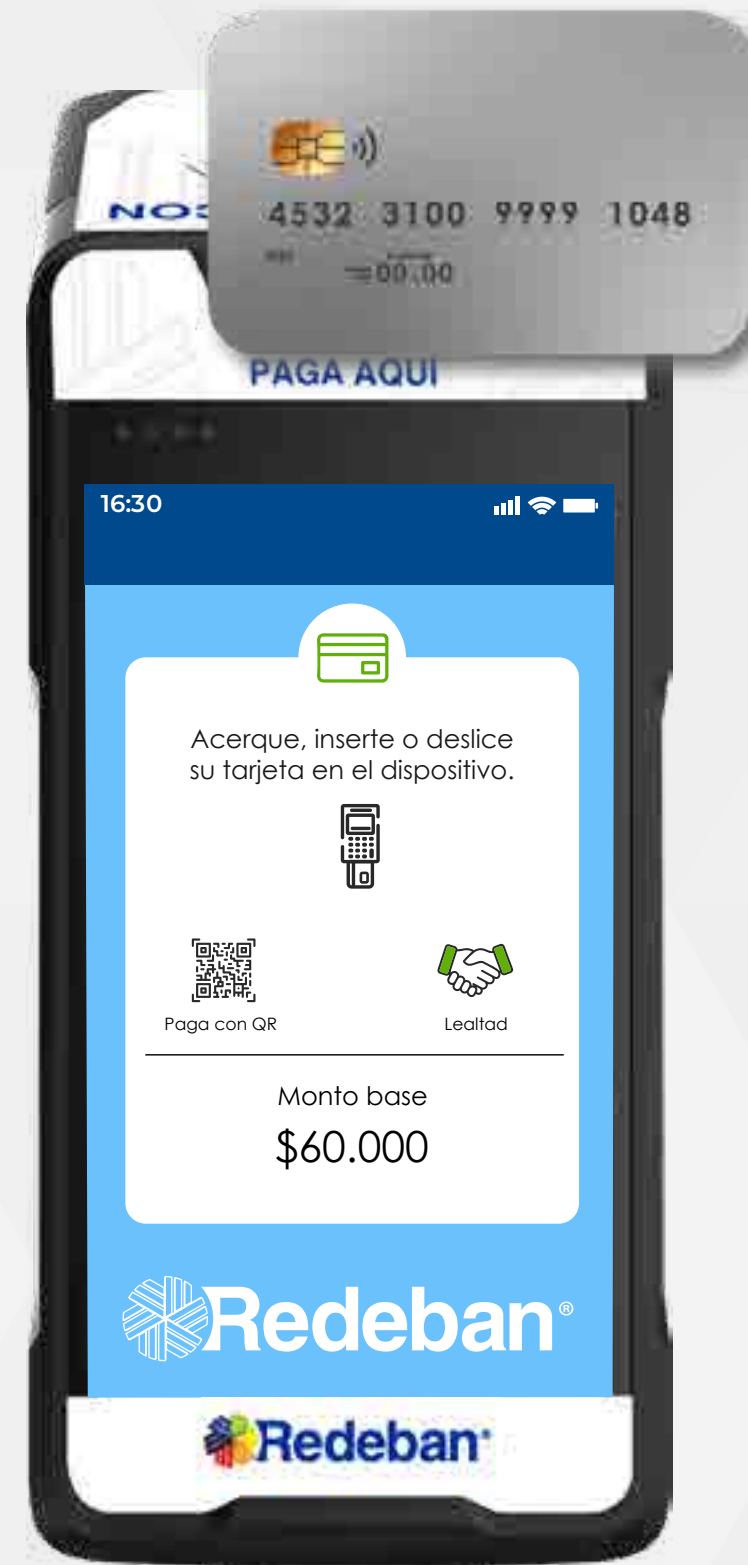 4532 3100 9999 1048
00.00
PAGA AQUÍ
16:30
Acerque, inserte o deslice
su tarjeta en el dispositivo.
Paga con QR
Lealtad
Monto base
$60.000
Redeban®
Redeban